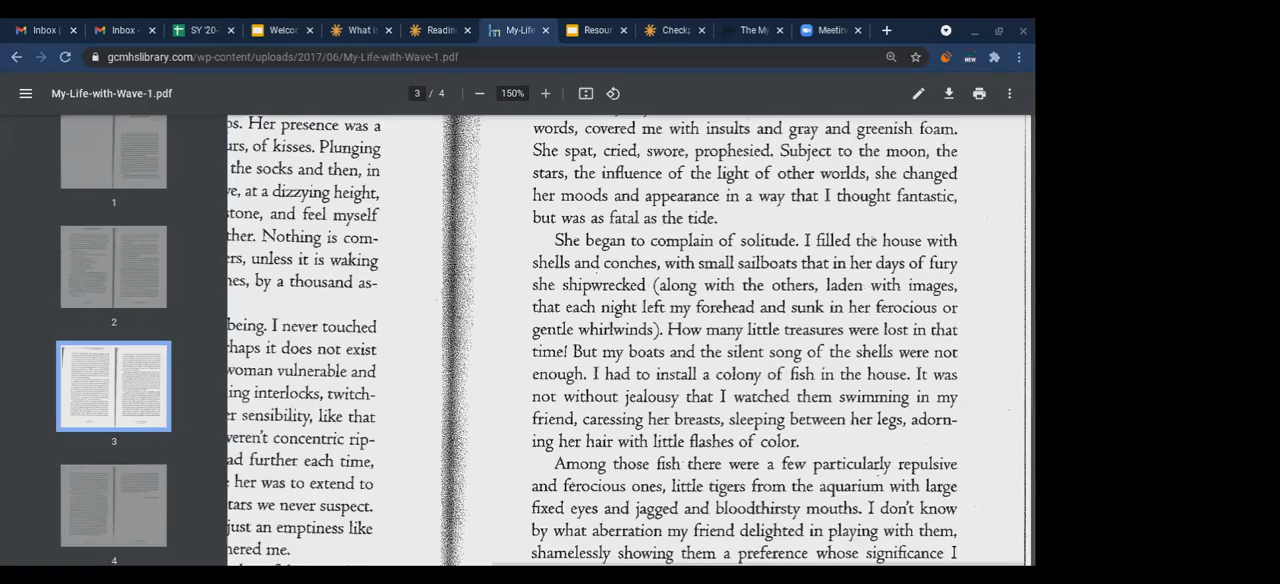 Inbox (
Inbox -
SY '20-
Welcor
What is
Readin
My-Life
Resour
Checkp
The My
Meetin
gcmhslibrary.com/wp-content/uploads/2017/06/My-Life-with-Wave-1.pdf
NEW
My-Life-with-Wave-1.pdf
3 / 4
150%
1
2
3
4
os. Her presence was a
urs, of kisses. Plunging
the socks and then, in
ve, at a dizzying height,
stone, and feel myself
ther. Nothing is com-
ers, unless it is waking
nes, by a thousand as-
being. I never touched
haps it does not exist
woman vulnerable and
ing interlocks, twitch-
er sensibility, like that
weren't concentric rip-
ad further each time,
her was to extend to
tars we never suspect.
just an emptiness like
hered me.
words, covered me with insults and gray and greenish foam.
She spat, cried, swore, prophesied. Subject to the moon, the
stars, the influence of the light of other worlds, she changed
her moods and appearance in a way that I thought fantastic,
but was as fatal as the tide.
She began to complain of solitude. I filled the house with
shells and conches, with small sailboats that in her days of fury
she shipwrecked (along with the others, laden with images,
that each night left my forehead and sunk in her ferocious or
gentle whirlwinds). How many little treasures were lost in that
time! But my boats and the silent song of the shells were not
enough. I had to install a colony of fish in the house. It was
not without jealousy that I watched them swimming in my
friend, caressing her breasts, sleeping between her legs, adorn-
ing her hair with little flashes of color.
Among those fish there were a few particularly repulsive
and ferocious ones, little tigers from the aquarium with large
fixed eyes and jagged and bloodthirsty mouths. I don't know
by what aberration my friend delighted in playing with them,
shamelessly showing them a preference whose significance I